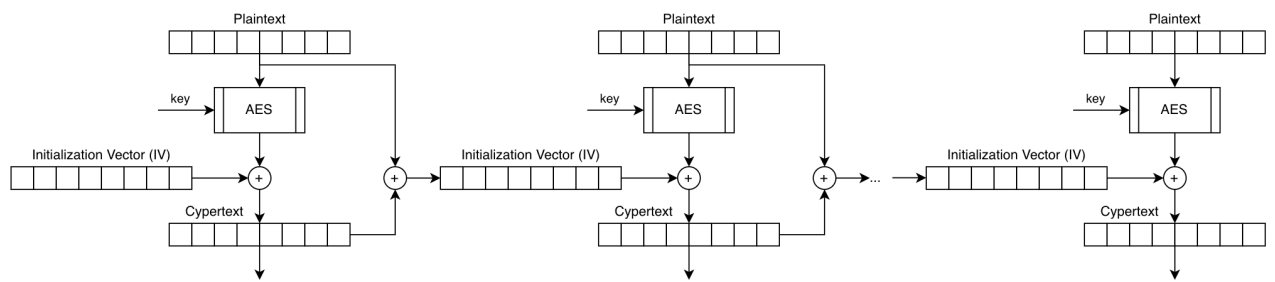 Plaintext
Plaintext
Plaintext
key
AES
key
AES
key
AES
Initialization Vector (IV)
+
+
Initialization Vector (IV)
+
+
...
Initialization Vector (IV)
+
Cypertext
Cypertext
Cypertext